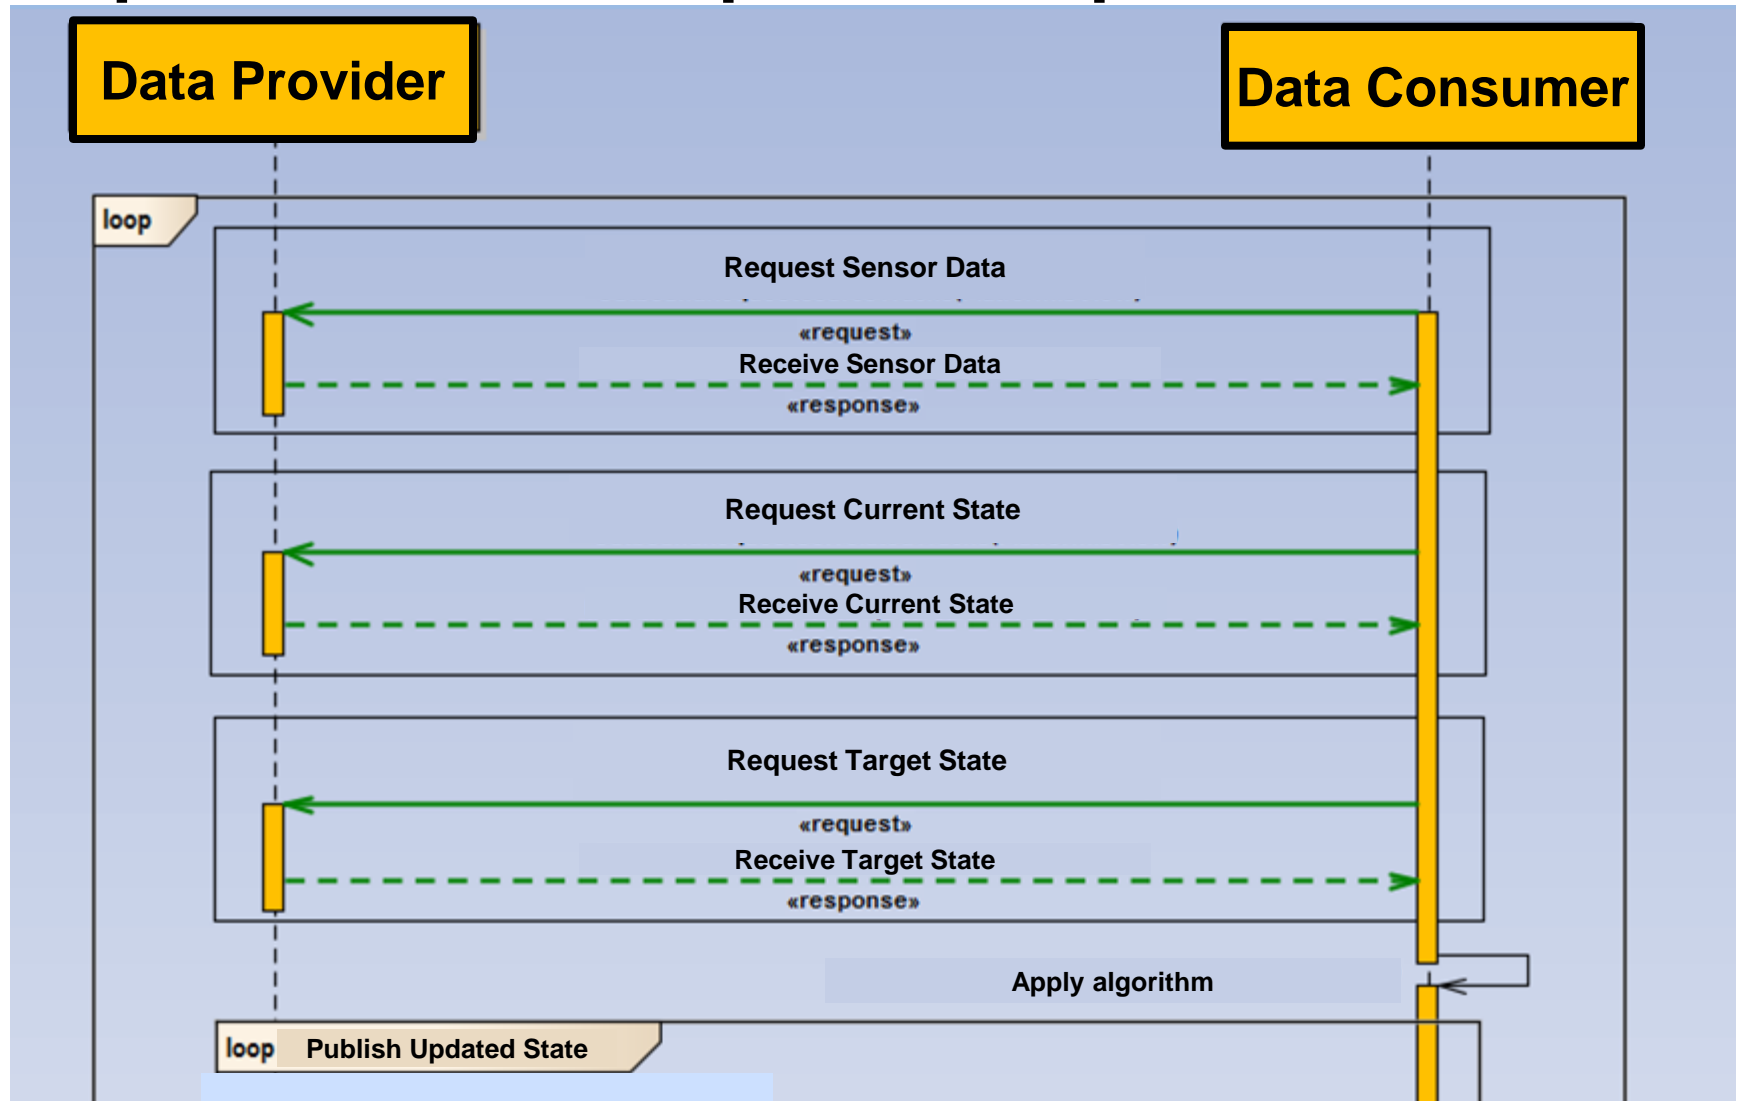 Data Provider
Data Consumer
loop
Request Sensor Data
«request»
Receive Sensor Data
«response»
Request Current State
«request»
Receive Current State
«response»
Request Target State
«request»
Receive Target State
«response»
Apply algorithm
loop Publish Updated State